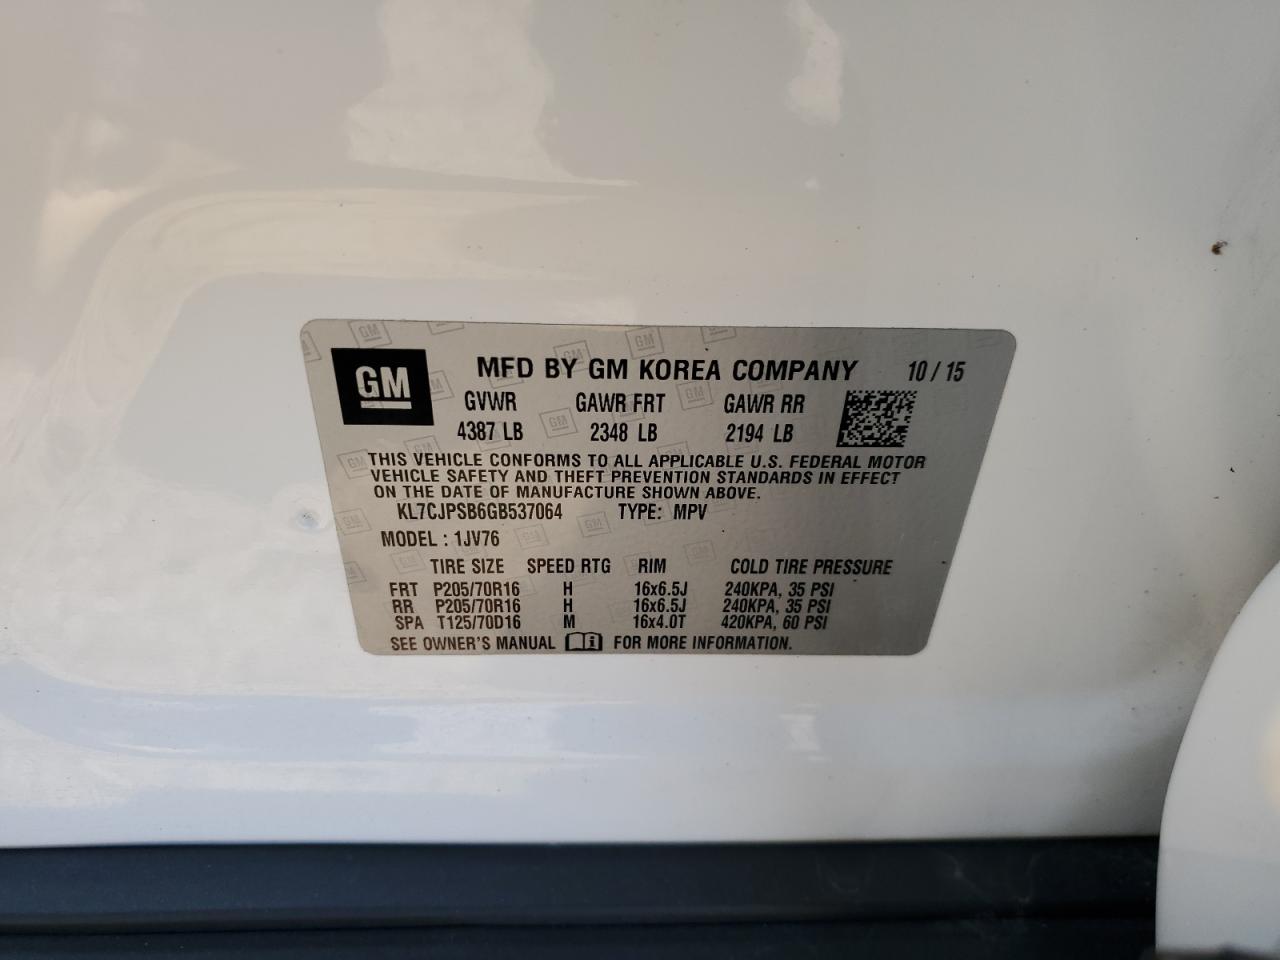 GM MFD BY GM KOREA COMPANY 10 / 15
GVWR GAWR FRT GAWR RR
4387 LB 2348 LB 2194 LB
THIS VEHICLE CONFORMS TO ALL APPLICABLE U.S. FEDERAL MOTOR
VEHICLE SAFETY AND THEFT PREVENTION STANDARDS IN EFFECT
ON THE DATE OF MANUFACTURE SHOWN ABOVE.
KL7CJPSB6GB537064 TYPE: MPV
MODEL : 1JV76
TIRE SIZE SPEED RTG RIM COLD TIRE PRESSURE
FRT P205/70R16 H 16x6.5J 240KPA, 35 PSI
RR P205/70R16 H 16x6.5J 240KPA, 35 PSI
SPA T125/70D16 M 16x4.0T 420KPA, 60 PSI
SEE OWNER'S MANUAL FOR MORE INFORMATION.